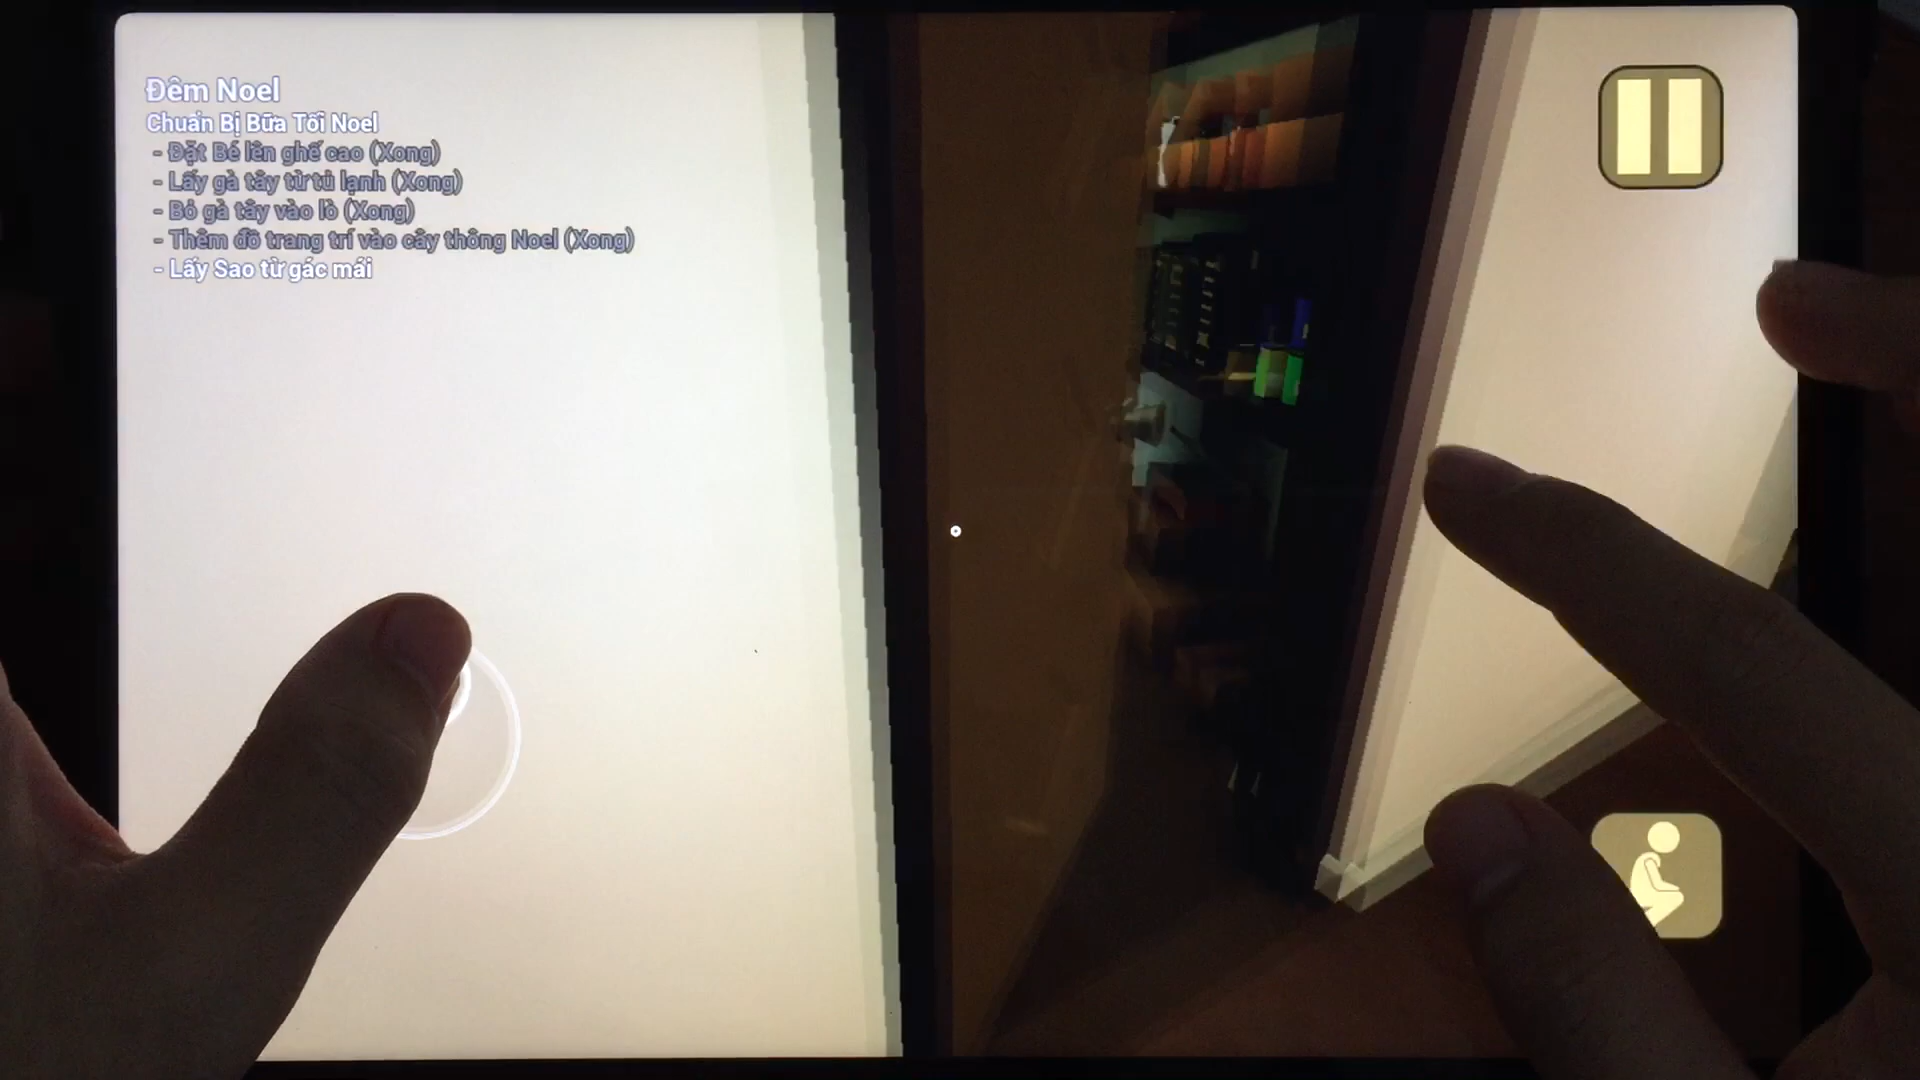 Đêm Noel
Chuẩn Bị Bữa Tối Noel
- Đặt Bé lên ghế cao (Xong)
- Lấy gà tây từ tủ lạnh (Xong)
- Bỏ gà tây vào lò (Xong)
- Thêm đồ trang trí vào cây thông Noel (Xong)
- Lấy Sao từ gác mái